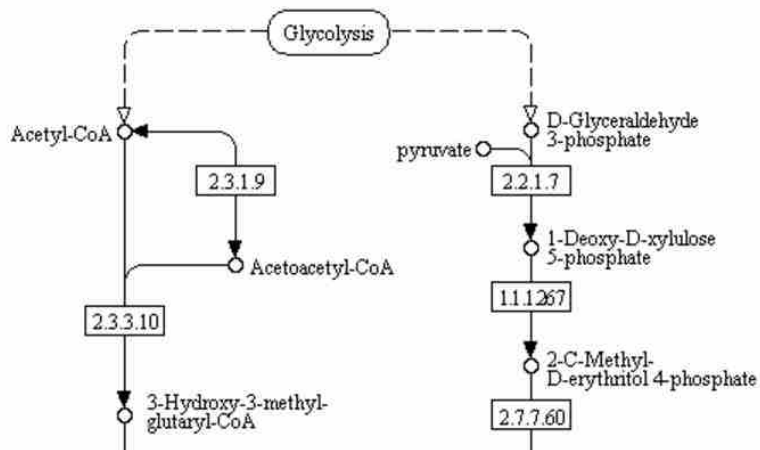 Glycolysis
Acetyl-CoA
D-Glyceraldehyde
3-phosphate
pyruvate
2.3.1.9
2.2.1.7
1-Deoxy-D-xylulose
5-phosphate
Acetoacetyl-CoA
1.1.1.267
2.3.3.10
2-C-Methyl-
D-erythritol 4-phosphate
3-Hydroxy-3-methyl-
glutaryl-CoA
2.7.7.60